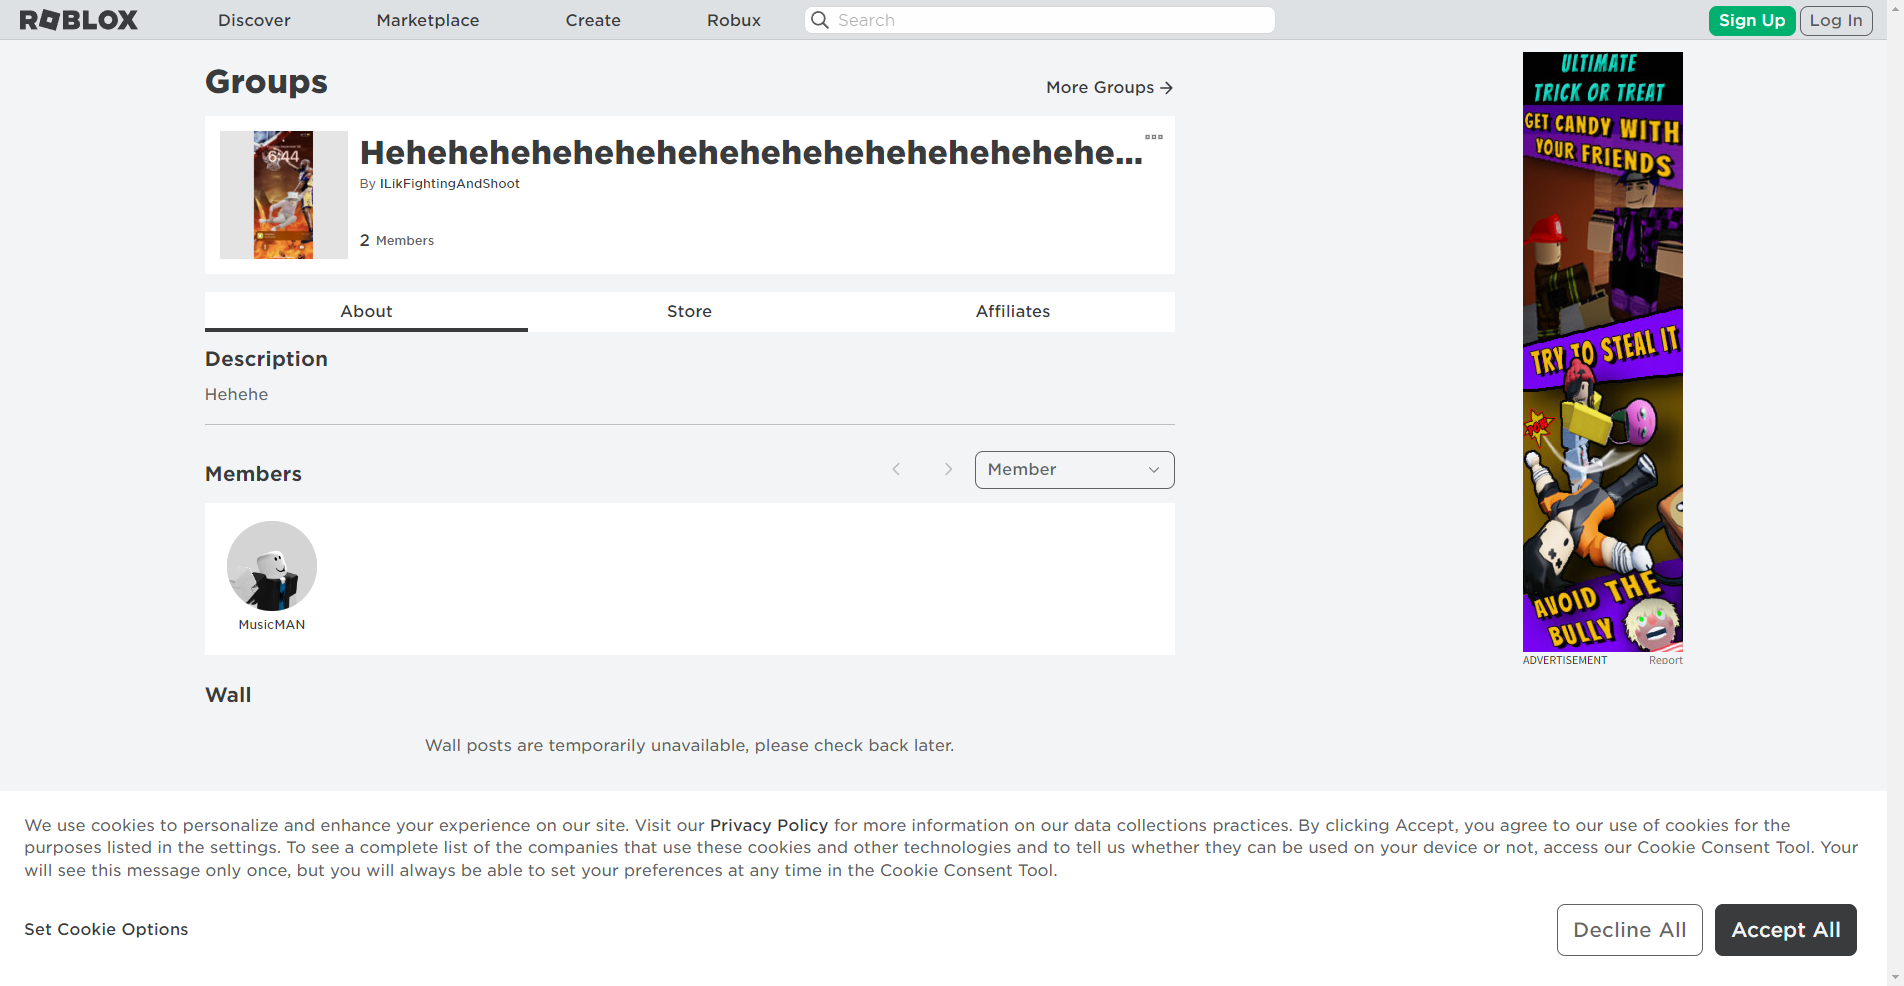 ROBLOX
Discover
Marketplace
Create
Robux
Search
Sign Up
Log In
Groups
More Groups
6:44
Hehehehehehehehehehehehehehehehehehehe...
By ILikFightingAndShoot
2 Members
About
Store
Affiliates
Description
Hehehe
Members
Member
MusicMAN
Wall
Wall posts are temporarily unavailable, please check back later.
ULTIMATE
TRICK OR TREAT
GET CANDY WITH
YOUR FRIENDS
TRY TO STEAL IT
POW
AVOID THE
BULLY
ADVERTISEMENT
Report
We use cookies to personalize and enhance your experience on our site. Visit our Privacy Policy for more information on our data collections practices. By clicking Accept, you agree to our use of cookies for the
purposes listed in the settings. To see a complete list of the companies that use these cookies and other technologies and to tell us whether they can be used on your device or not, access our Cookie Consent Tool. Your
will see this message only once, but you will always be able to set your preferences at any time in the Cookie Consent Tool.
Set Cookie Options
Decline All
Accept All